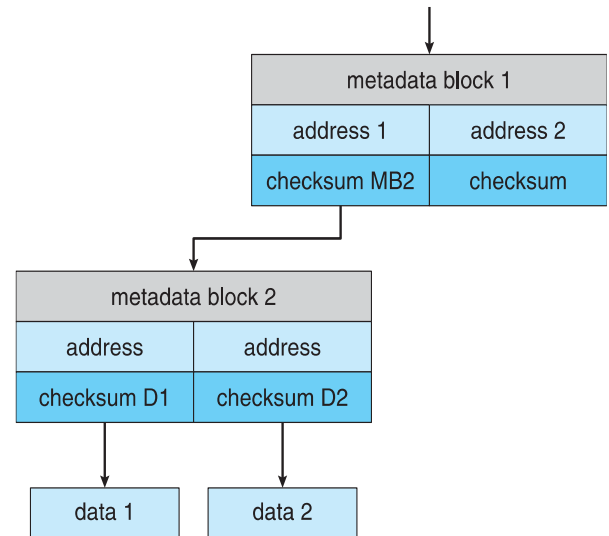 metadata block 1
address 1 address 2
checksum MB2 checksum
metadata block 2
address address
checksum D1 checksum D2
data 1 data 2